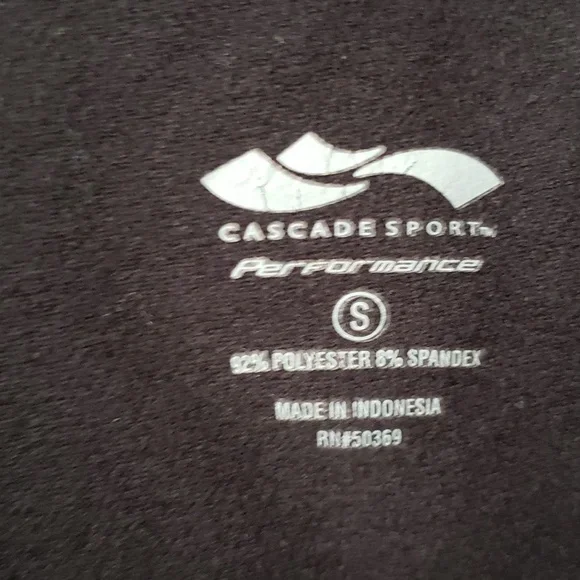 CASCADE SPORT™
Performance
S
92% POLYESTER 8% SPANDEX
MADE IN INDONESIA
RN#50369